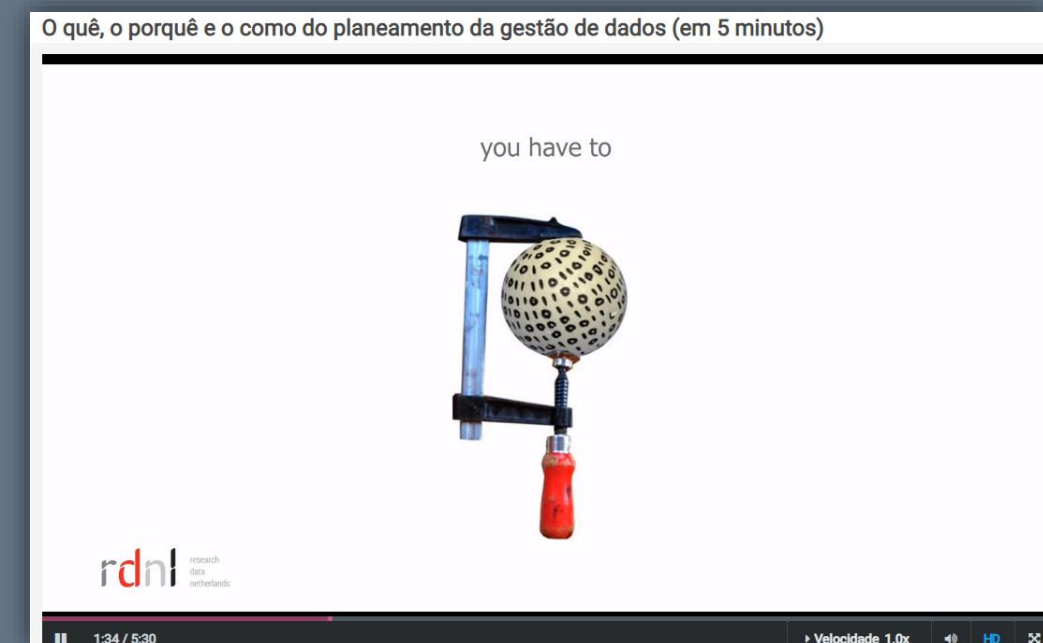 O quê, o porquê e o como do planeamento da gestão de dados (em 5 minutos)
you have to
rdnl
research
data
netherlands
1:34 / 5:30
Velocidade 1.0x
HD